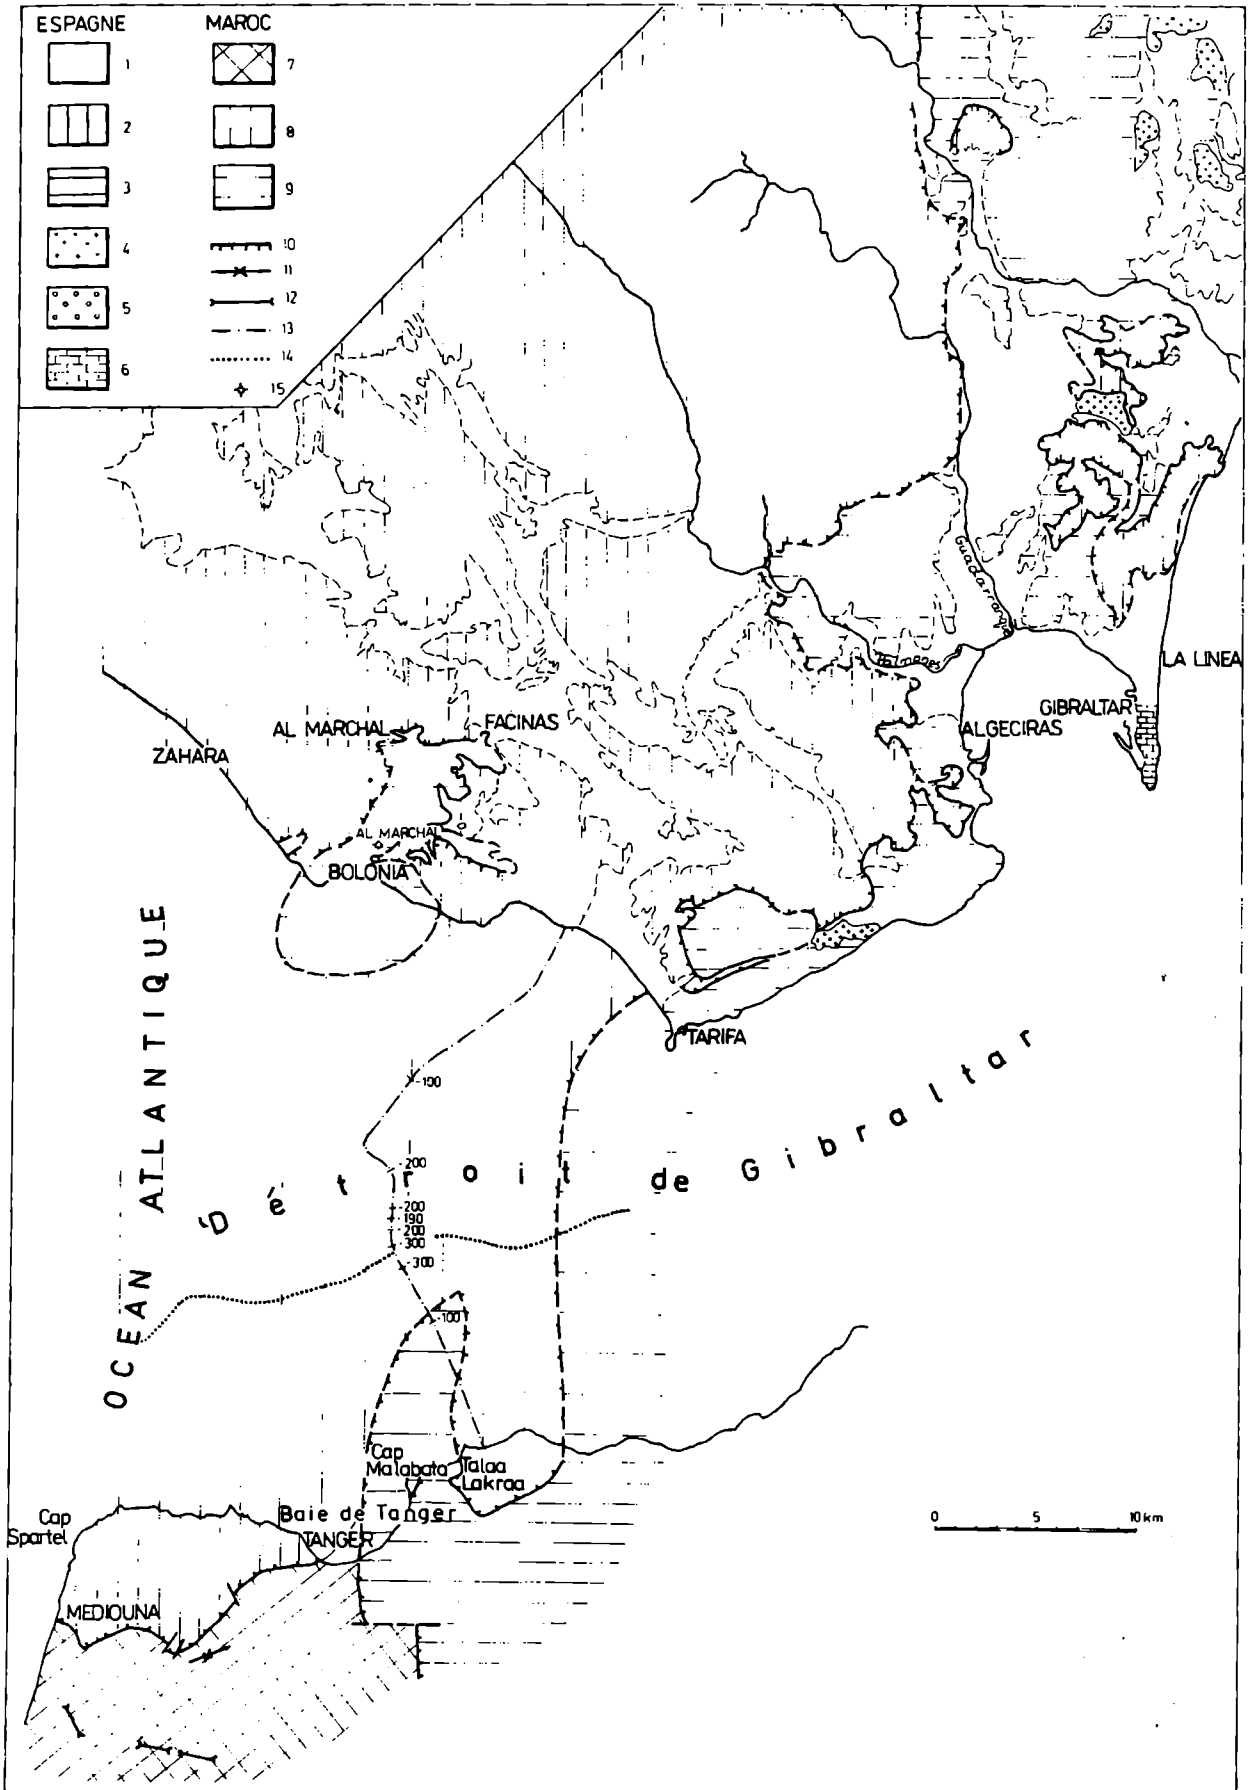 ESPAGNE
MAROC
1
2
3
4
5
6
7
8
9
10
11
12
13
14
15
Guadarranque
Palmones
LA LINEA
GIBRALTAR
ALGECIRAS
AL MARCHAL
FACINAS
ZAHARA
AL MARCHAL
BOLONIA
TARIFA
OCEAN ATLANTIQUE
Détroit de Gibraltar
-100
-200
-200
190
-200
-300
-300
-100
Cap
Malabata
Talaa
Lakraa
Cap
Spartel
Baie de Tanger
TANGER
MEDIOUNA
0 5 10 km